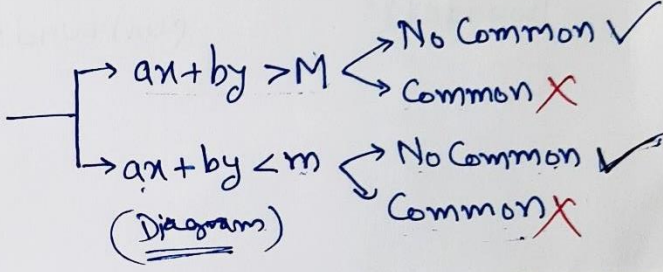 ax+by >M
No Common ✓
Common ✗
ax+by <m
No Common ✓
Common ✗
(Diagram)